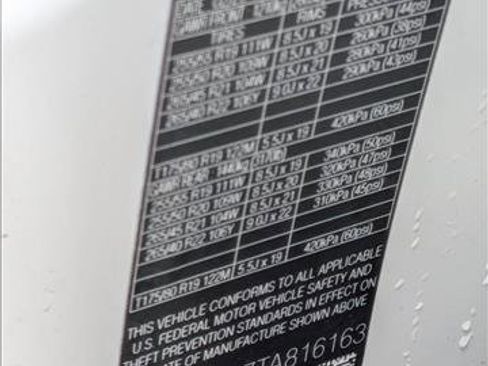 TIRES RIMS
255/55 R19 111W 8.5J x 19 300kPa (44psi)
255/50 R20 109W 8.5J x 20 260kPa (38psi)
265/45 R21 104W 8.5J x 21 280kPa (41psi)
265/40 R22 106Y 9.0J x 22 290kPa (43psi)
T175/80 R19 122M 5.5J x 19 420kPa (60psi)
GAWR REAR
255/55 R19 111W 8.5J x 19 340kPa (50psi)
255/50 R20 109W 8.5J x 20 320kPa (47psi)
265/45 R21 104W 8.5J x 21 330kPa (48psi)
265/40 R22 106Y 9.0J x 22 310kPa (45psi)
T175/80 R19 122M 5.5J x 19 420kPa (60psi)
THIS VEHICLE CONFORMS TO ALL APPLICABLE
U.S. FEDERAL MOTOR VEHICLE SAFETY AND
THEFT PREVENTION STANDARDS IN EFFECT ON
DATE OF MANUFACTURE SHOWN ABOVE
7TA816163